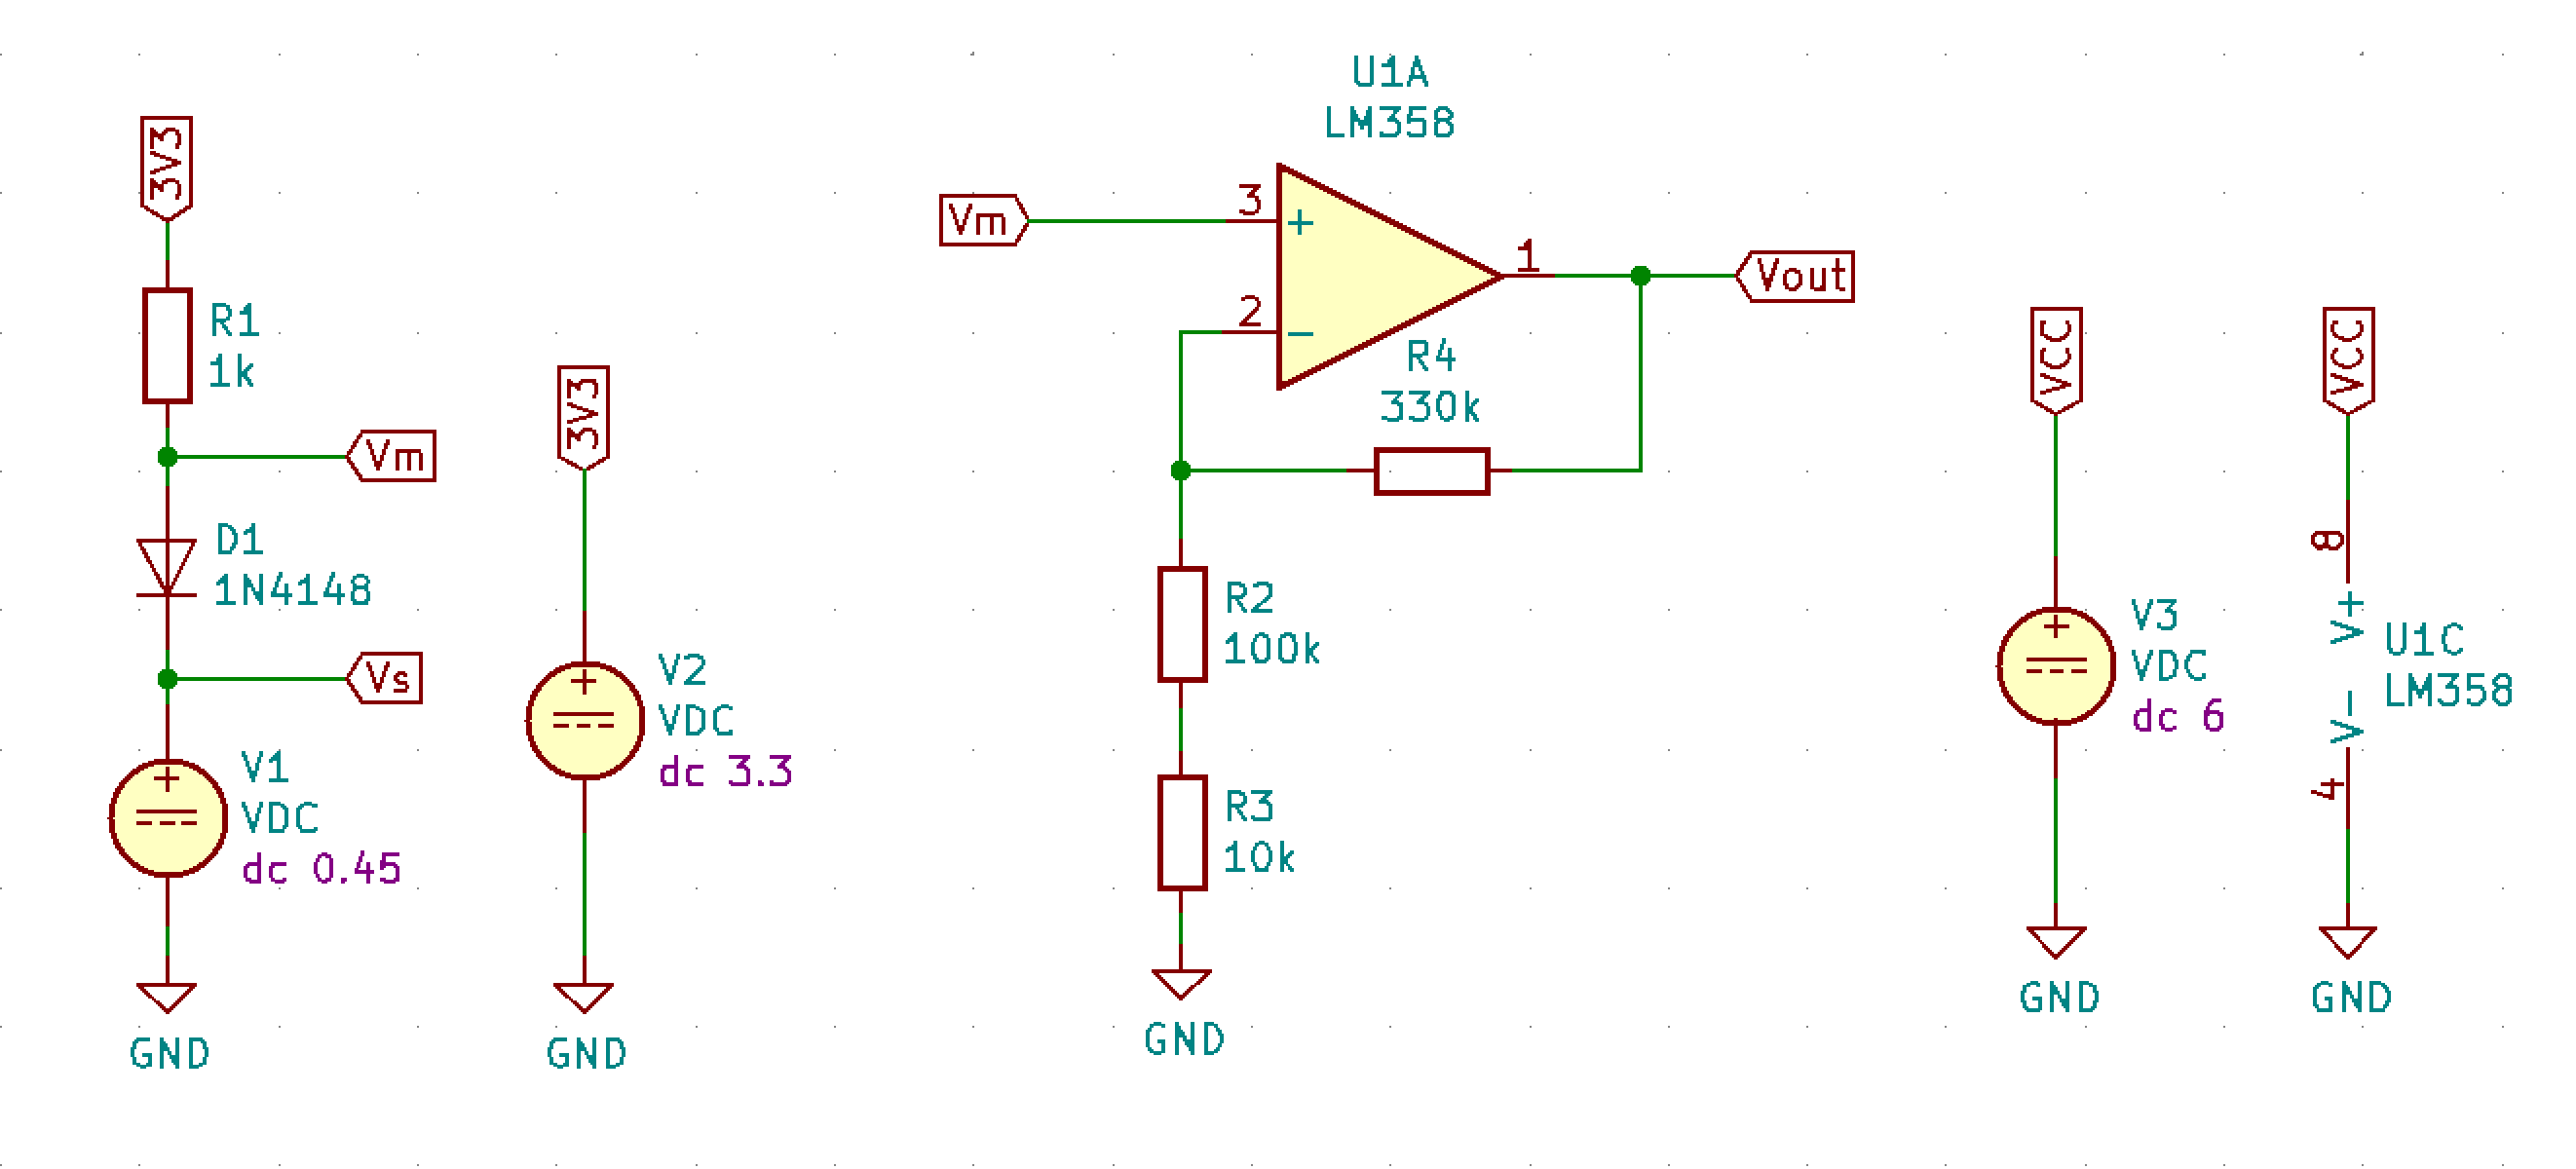 3V3
R1
1k
Vm
D1
1N4148
Vs
V1
VDC
dc 0.45
GND
3V3
V2
VDC
dc 3.3
GND
U1A
LM358
Vm
3
+
2
−
1
Vout
R4
330k
R2
100k
R3
10k
GND
VCC
V3
VDC
dc 6
GND
VCC
8
V+
U1C
LM358
V−
4
GND